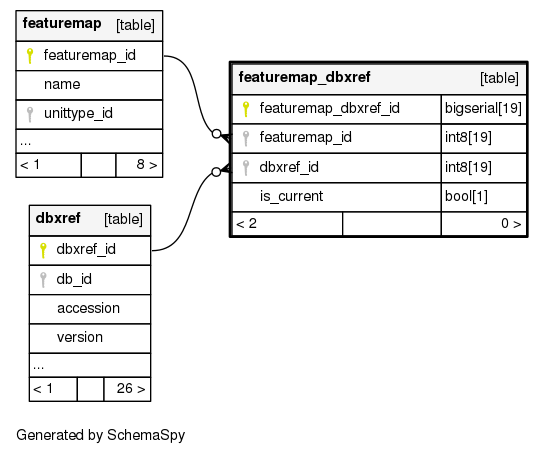 featuremap [table]
featuremap_id
name
unittype_id
...
< 1 8 >
featuremap_dbxref [table]
featuremap_dbxref_id bigserial[19]
featuremap_id int8[19]
dbxref_id int8[19]
is_current bool[1]
< 2 0 >
dbxref [table]
dbxref_id
db_id
accession
version
...
< 1 26 >
Generated by SchemaSpy